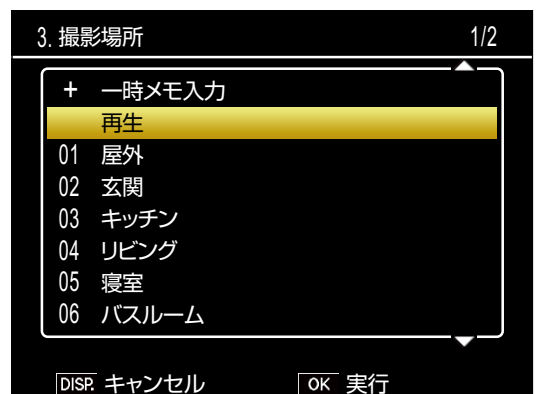 3. 撮影場所 1/2
+ 一時メモ入力
再生
01 屋外
02 玄関
03 キッチン
04 リビング
05 寝室
06 バスルーム
DISP. キャンセル OK 実行